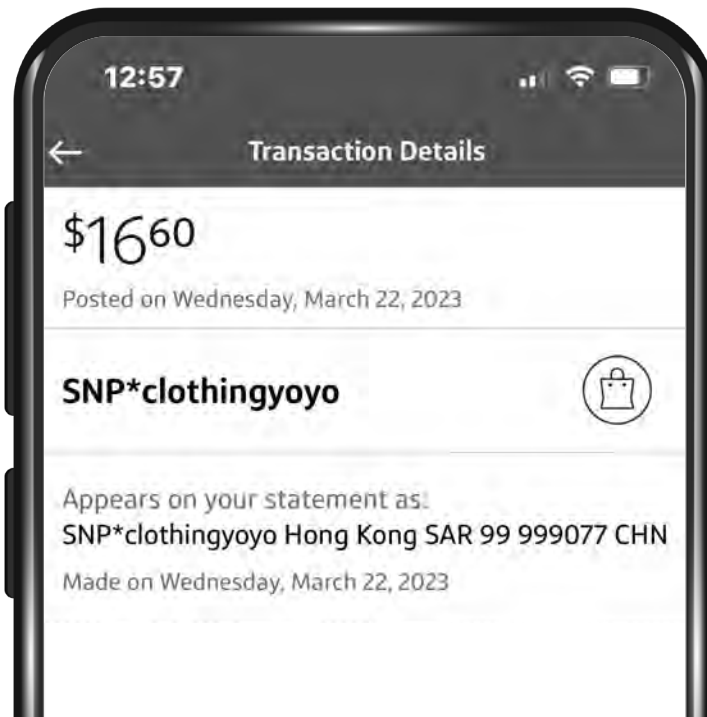 12:57
Transaction Details
$16⁶⁰
Posted on Wednesday, March 22, 2023
SNP*clothingyoyo
Appears on your statement as:
SNP*clothingyoyo Hong Kong SAR 99 999077 CHN
Made on Wednesday, March 22, 2023